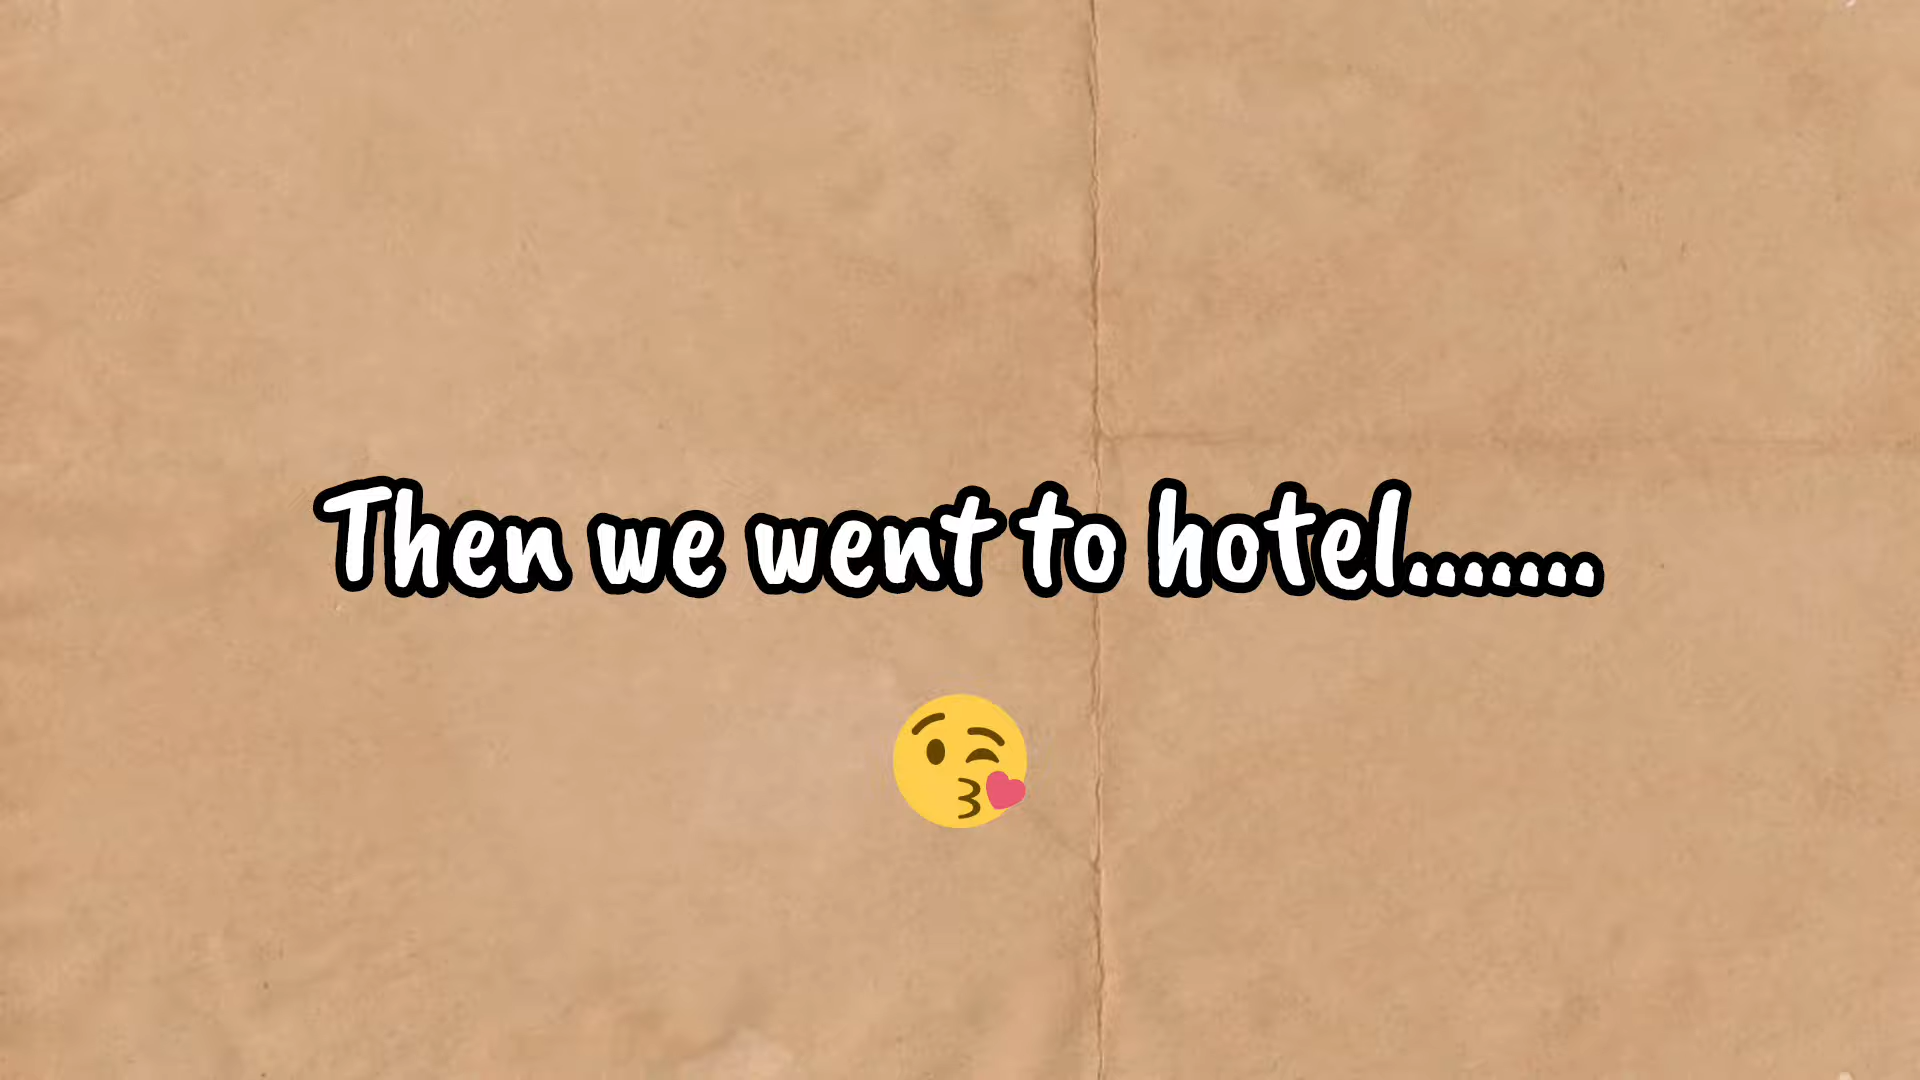 Then we went to hotel.......